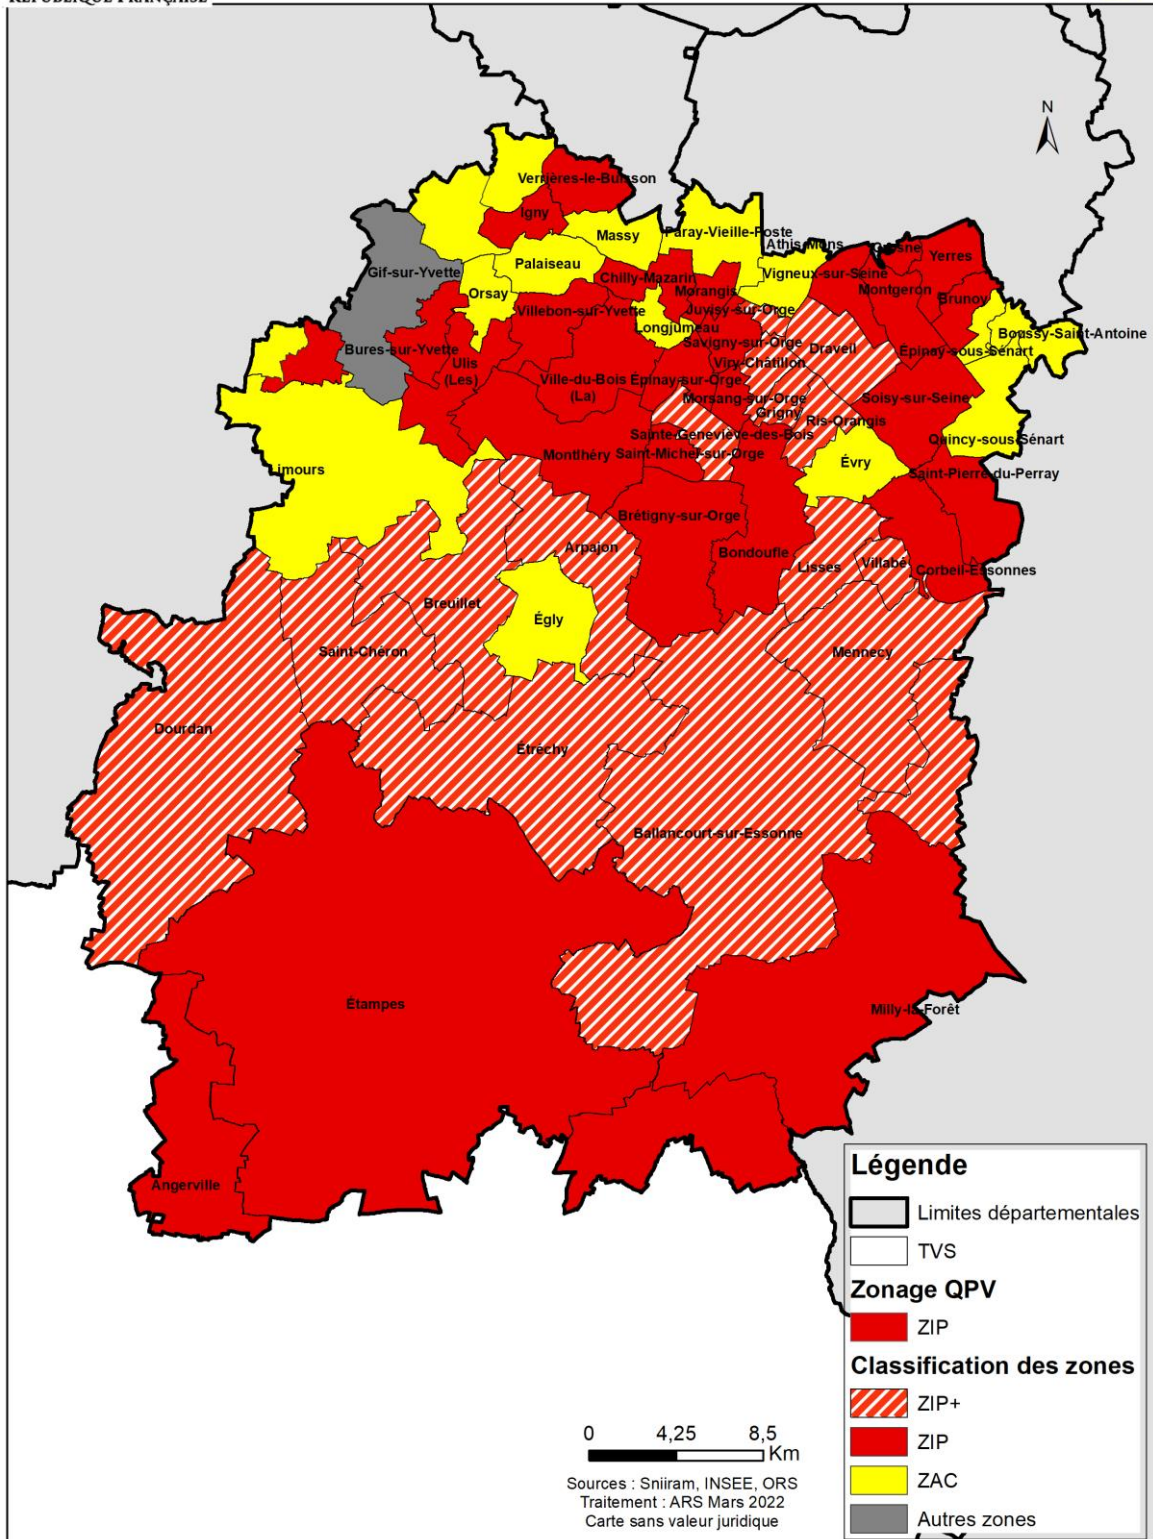 RÉPUBLIQUE FRANÇAISE
N
Verrières-le-Buisson
Igny
Massy
Paray-Vieille-Poste
Athis-Mons
Crosne
Yerres
Gif-sur-Yvette
Palaiseau
Chilly-Mazarin
Vigneux-sur-Seine
Montgeron
Orsay
Morangis
Brunoy
Villebon-sur-Yvette
Juvisy-sur-Orge
Longjumeau
Boussy-Saint-Antoine
Bures-sur-Yvette
Savigny-sur-Orge
Draveil
Épinay-sous-Sénart
Ulis
(Les)
Viry-Châtillon
Ville-du-Bois
(La)
Épinay-sur-Orge
Morsang-sur-Orge
Soisy-sur-Seine
Grigny
Ris-Orangis
Sainte-Geneviève-des-Bois
Quincy-sous-Sénart
Montlhéry
Saint-Michel-sur-Orge
Évry
Limours
Saint-Pierre-du-Perray
Brétigny-sur-Orge
Arpajon
Bondoufle
Lisses
Villabé
Corbeil-Essonnes
Breuillet
Égly
Saint-Chéron
Mennecy
Dourdan
Étréchy
Ballancourt-sur-Essonne
Étampes
Milly-la-Forêt
Angerville
Légende
Limites départementales
TVS
Zonage QPV
ZIP
Classification des zones
ZIP+
ZIP
ZAC
Autres zones
0 4,25 8,5
Km
Sources : Sniiram, INSEE, ORS
Traitement : ARS Mars 2022
Carte sans valeur juridique